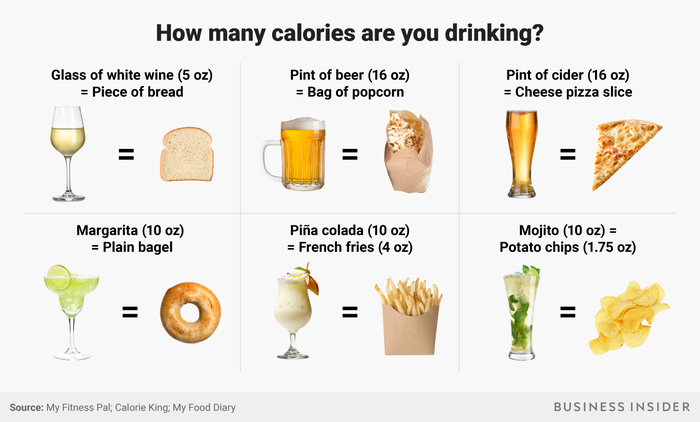 How many calories are you drinking?
Glass of white wine (5 oz)
= Piece of bread
=
Pint of beer (16 oz)
= Bag of popcorn
=
Pint of cider (16 oz)
= Cheese pizza slice
=
Margarita (10 oz)
= Plain bagel
=
Piña colada (10 oz)
= French fries (4 oz)
=
Mojito (10 oz) =
Potato chips (1.75 oz)
=
Source: My Fitness Pal; Calorie King; My Food Diary
BUSINESS INSIDER